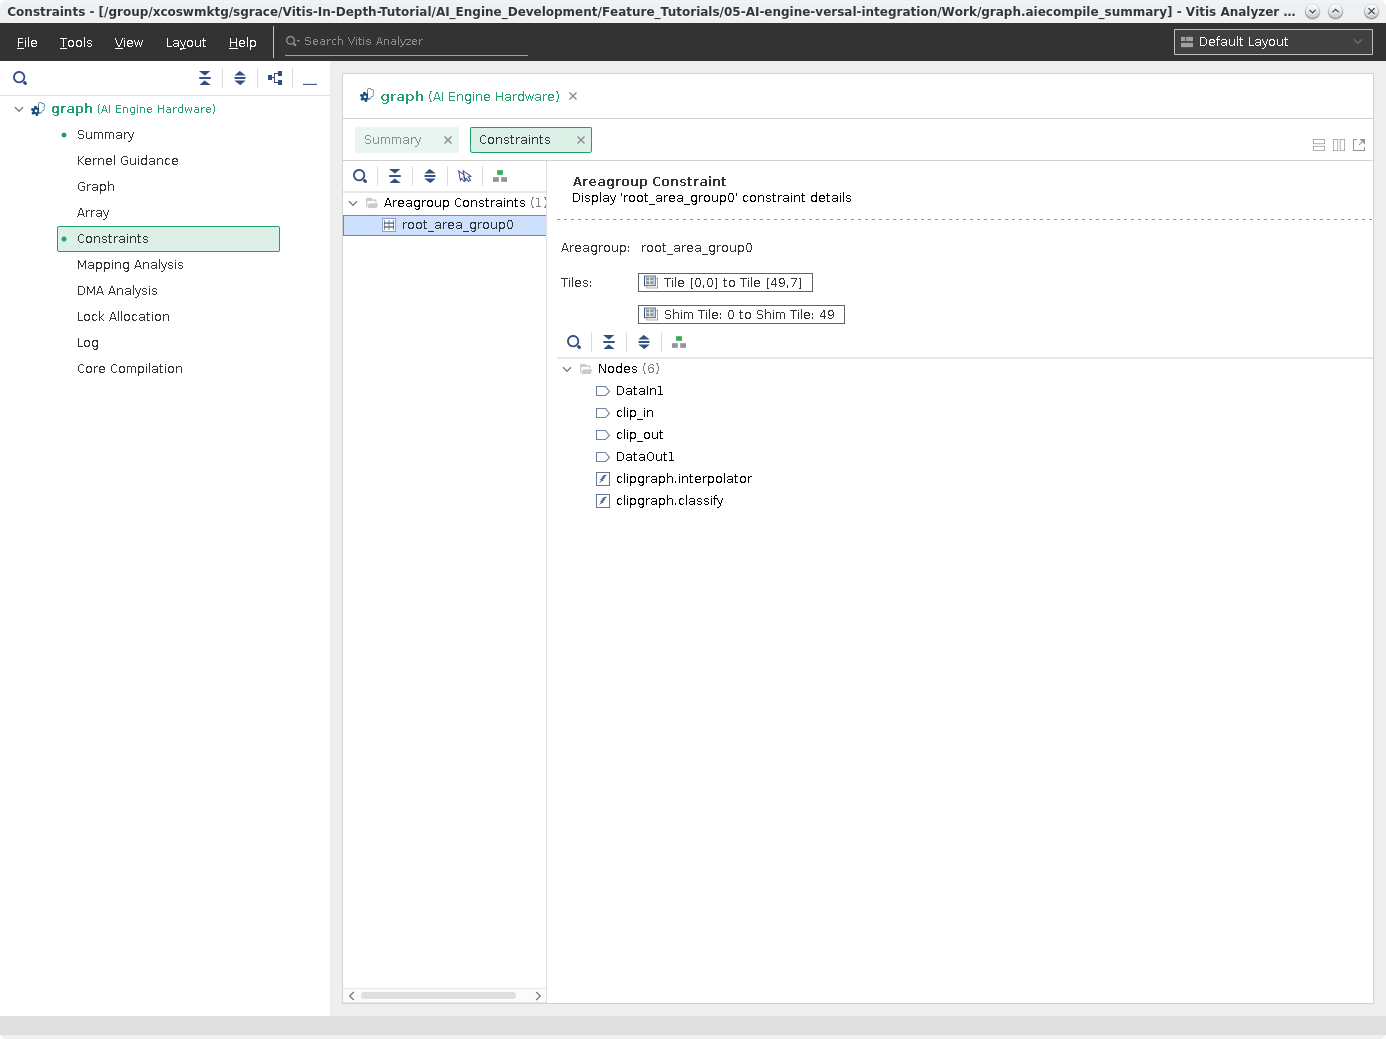 Constraints - [/group/xcoswmktg/sgrace/Vitis-In-Depth-Tutorial/AI_Engine_Development/Feature_Tutorials/05-AI-engine-versal-integration/Work/graph.aiecompile_summary] - Vitis Analyzer ...
File Tools View Layout Help Search Vitis Analyzer Default Layout
graph (AI Engine Hardware)
Summary
Kernel Guidance
Graph
Array
Constraints
Mapping Analysis
DMA Analysis
Lock Allocation
Log
Core Compilation
graph (AI Engine Hardware)
Summary Constraints
Areagroup Constraints (1)
root_area_group0
Areagroup Constraint
Display 'root_area_group0' constraint details
Areagroup: root_area_group0
Tiles: Tile [0,0] to Tile [49,7]
Shim Tile: 0 to Shim Tile: 49
Nodes (6)
DataIn1
clip_in
clip_out
DataOut1
clipgraph.interpolator
clipgraph.classify